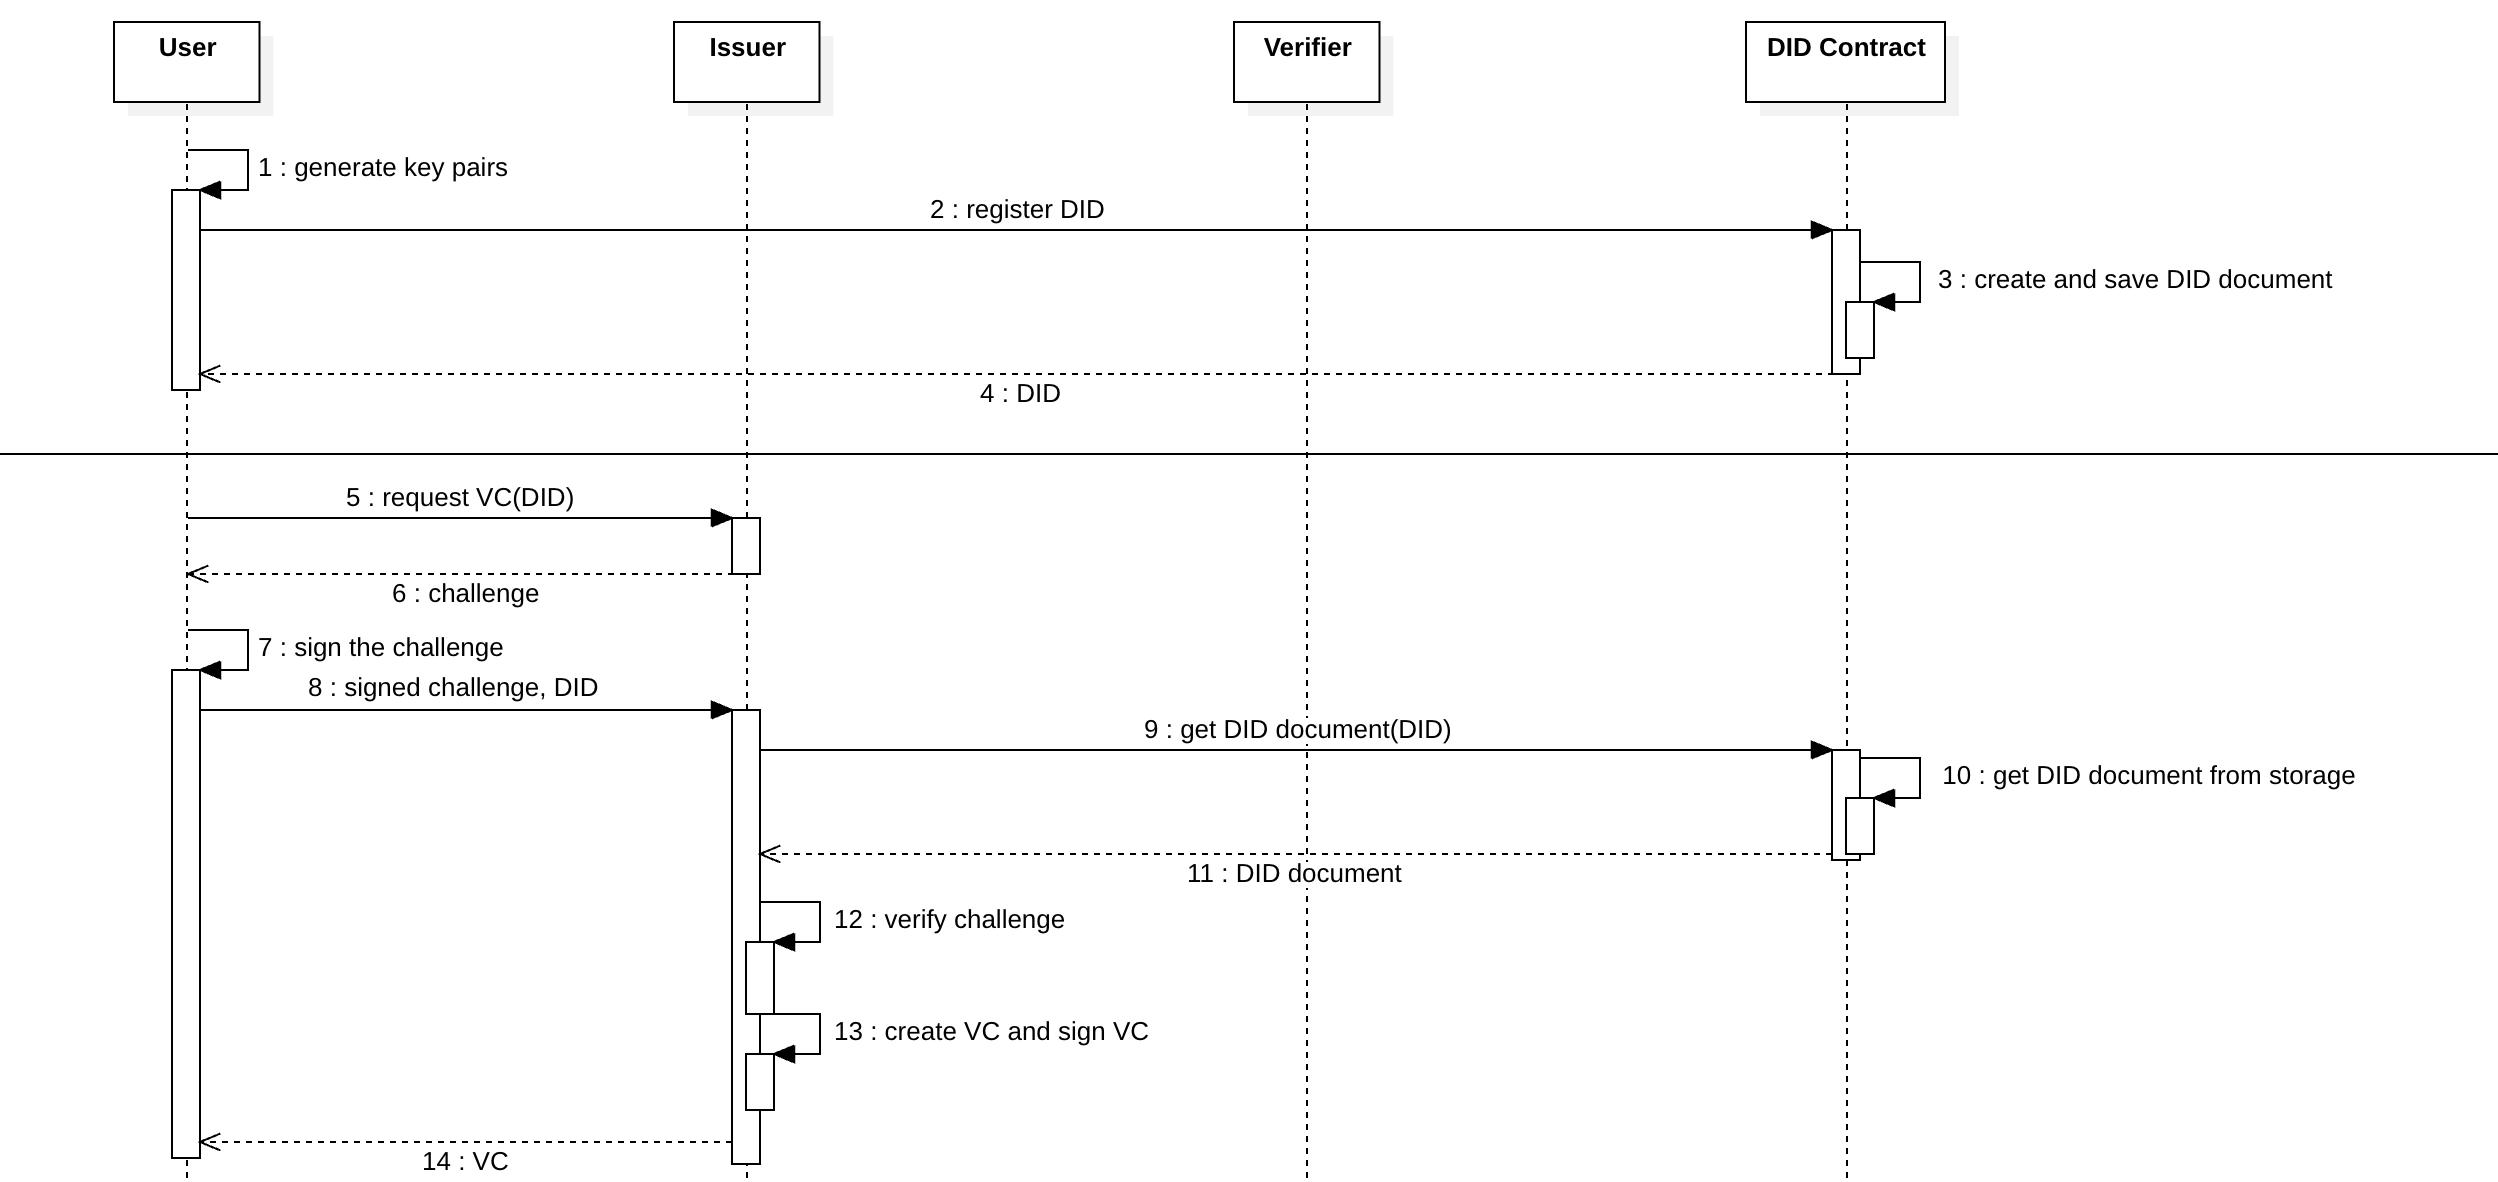 User
Issuer
Verifier
DID Contract
1 : generate key pairs
2 : register DID
3 : create and save DID document
4 : DID
5 : request VC(DID)
6 : challenge
7 : sign the challenge
8 : signed challenge, DID
9 : get DID document(DID)
10 : get DID document from storage
11 : DID document
12 : verify challenge
13 : create VC and sign VC
14 : VC